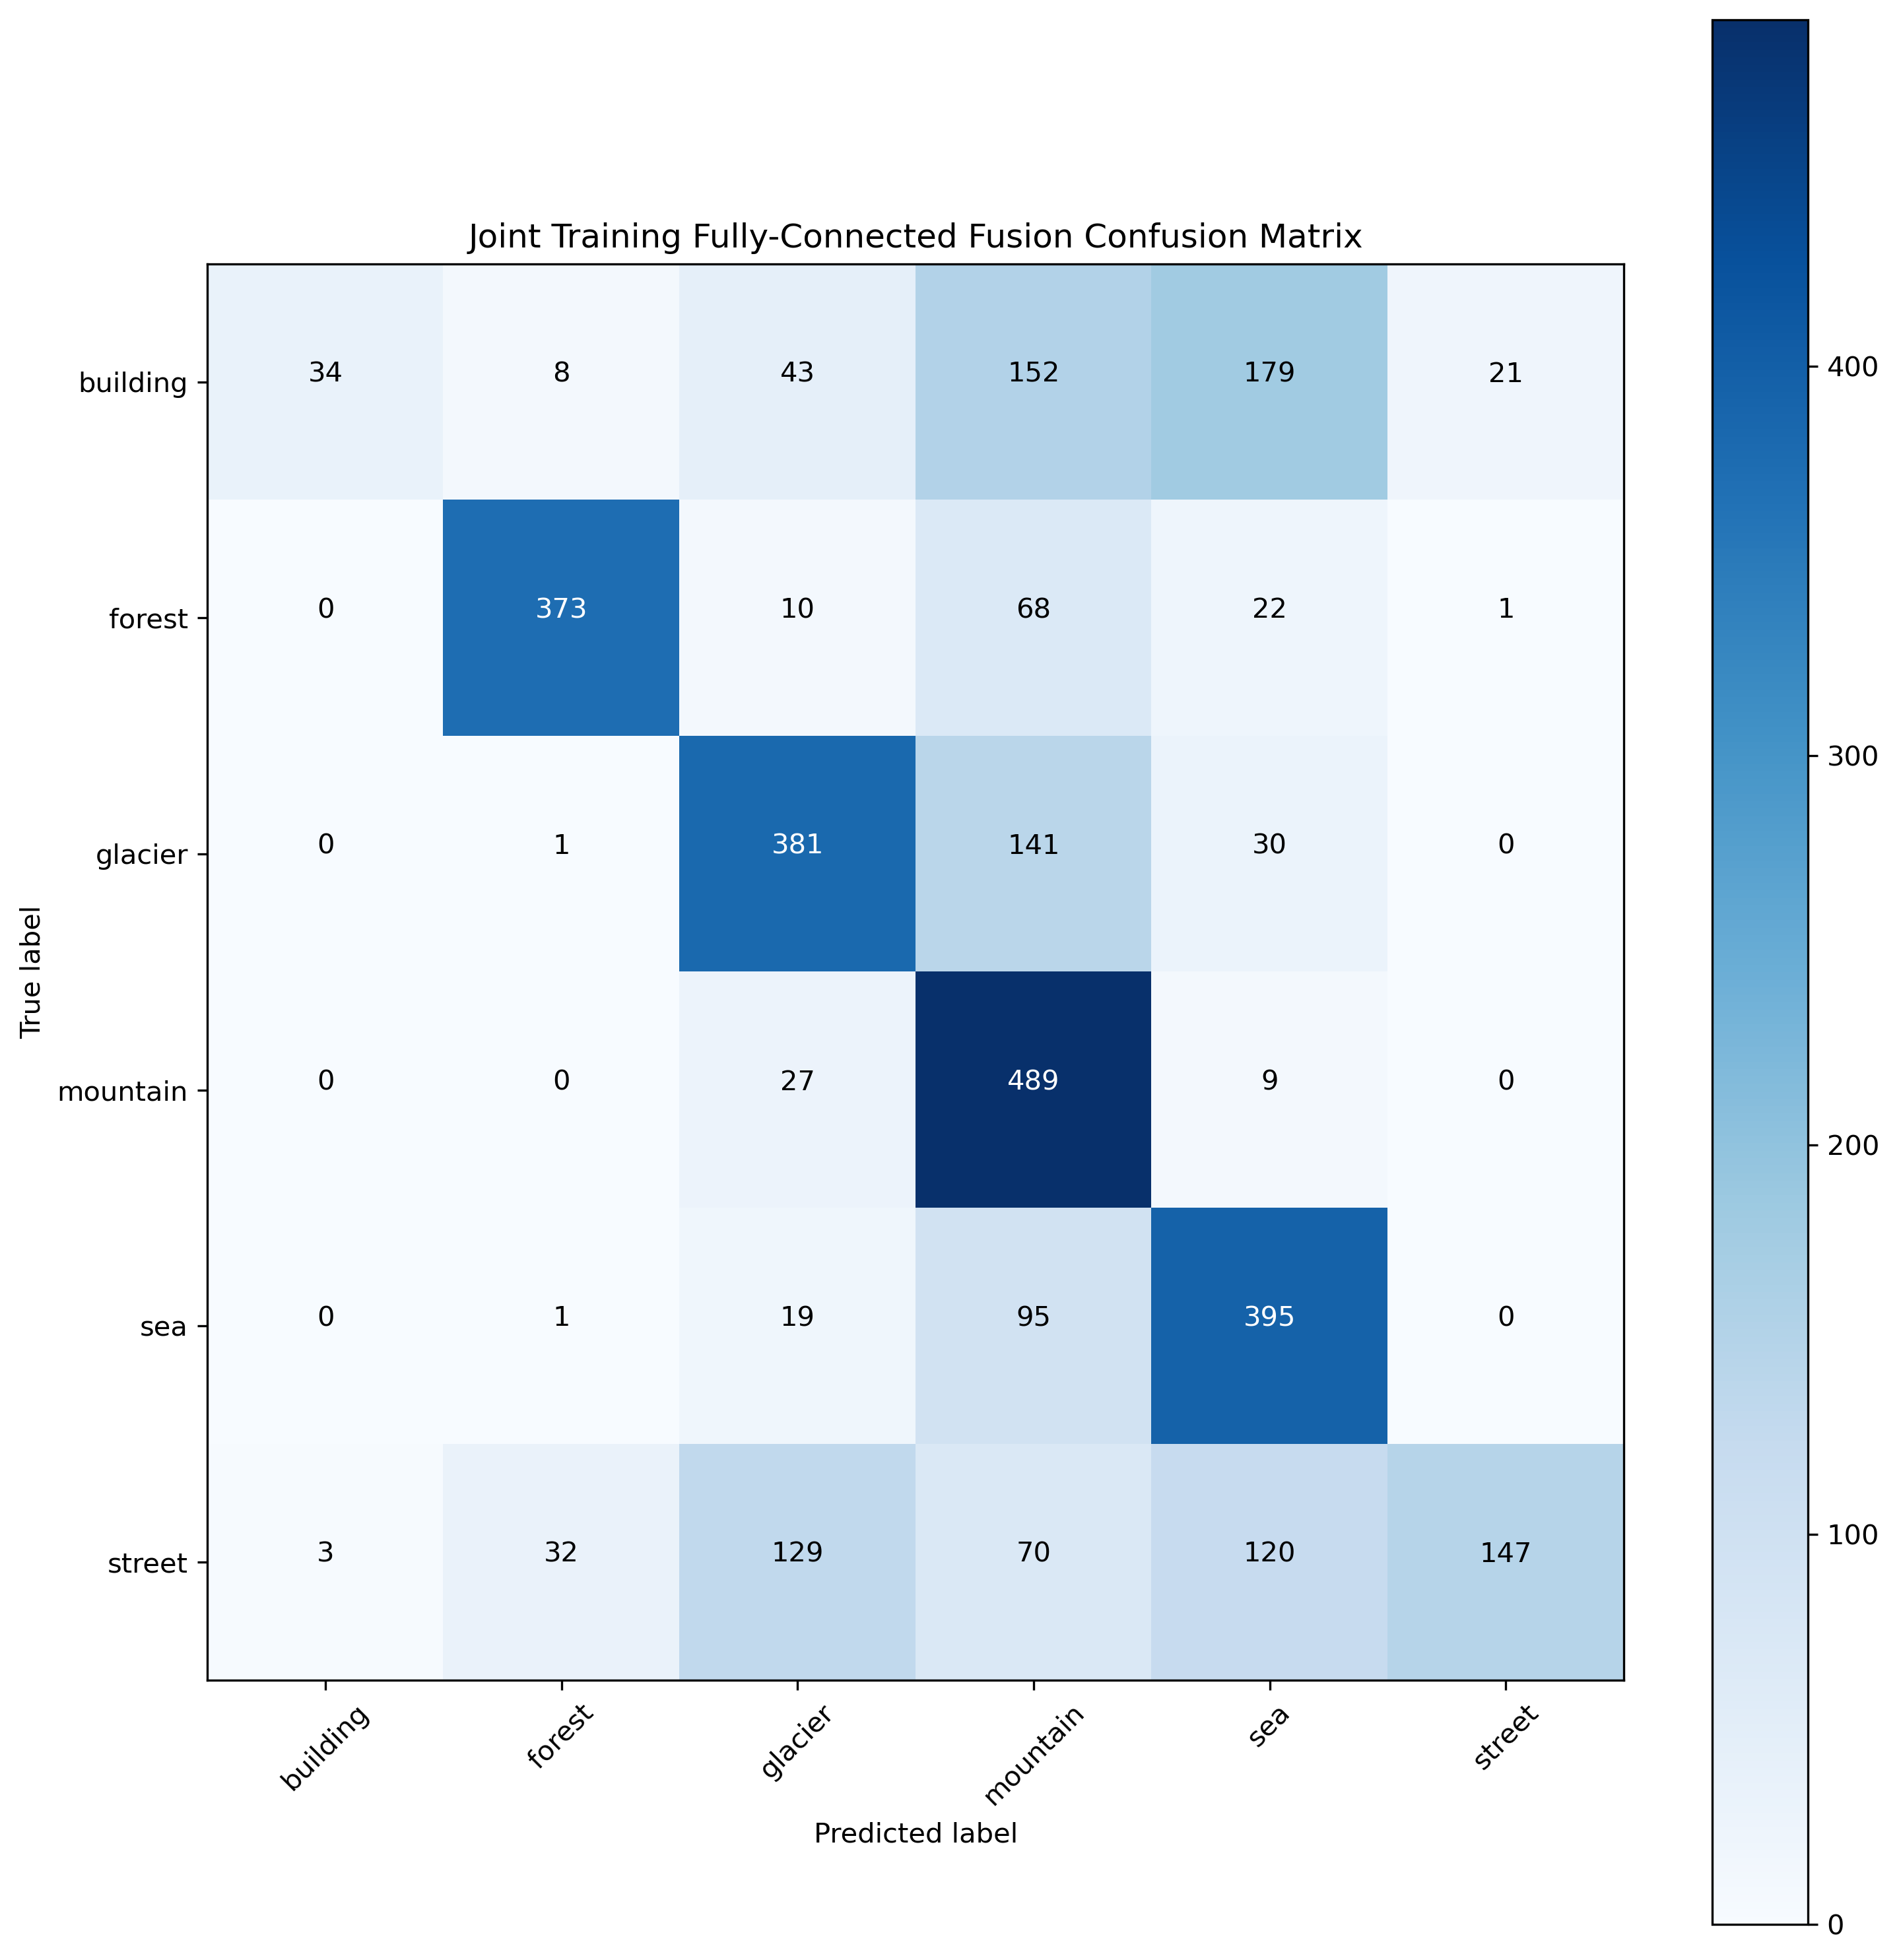 Joint Training Fully-Connected Fusion Confusion Matrix
building 34 8 43 152 179 21
forest 0 373 10 68 22 1
glacier 0 1 381 141 30 0
mountain 0 0 27 489 9 0
sea 0 1 19 95 395 0
street 3 32 129 70 120 147
building forest glacier mountain sea street
Predicted label
True label
400
300
200
100
0